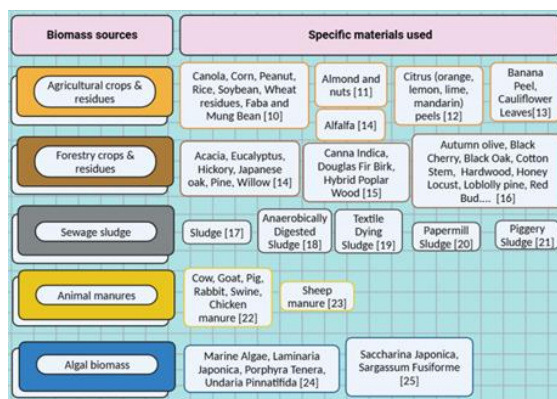 Biomass sources
Specific materials used
Agricultural crops &
residues
Canola, Corn, Peanut,
Rice, Soybean, Wheat
residues, Faba and
Mung Bean [10]
Almond and
nuts [11]
Alfalfa [14]
Citrus (orange,
lemon, lime,
mandarin)
peels [12]
Banana
Peel,
Cauliflower
Leaves[13]
Forestry crops &
residues
Acacia, Eucalyptus,
Hickory, Japanese
oak, Pine, Willow [14]
Canna Indica,
Douglas Fir Birk,
Hybrid Poplar
Wood [15]
Autumn olive, Black
Cherry, Black Oak, Cotton
Stem, Hardwood, Honey
Locust, Loblolly pine, Red
Bud.... [16]
Sewage sludge
Sludge [17]
Anaerobically
Digested
Sludge [18]
Textile
Dying
Sludge [19]
Papermill
Sludge [20]
Piggery
Sludge [21]
Animal manures
Cow, Goat, Pig,
Rabbit, Swine,
Chicken
manure [22]
Sheep
manure [23]
Algal biomass
Marine Algae, Laminaria
Japonica, Porphyra Tenera,
Undaria Pinnatifida [24]
Saccharina Japonica,
Sargassum Fusiforme
[25]